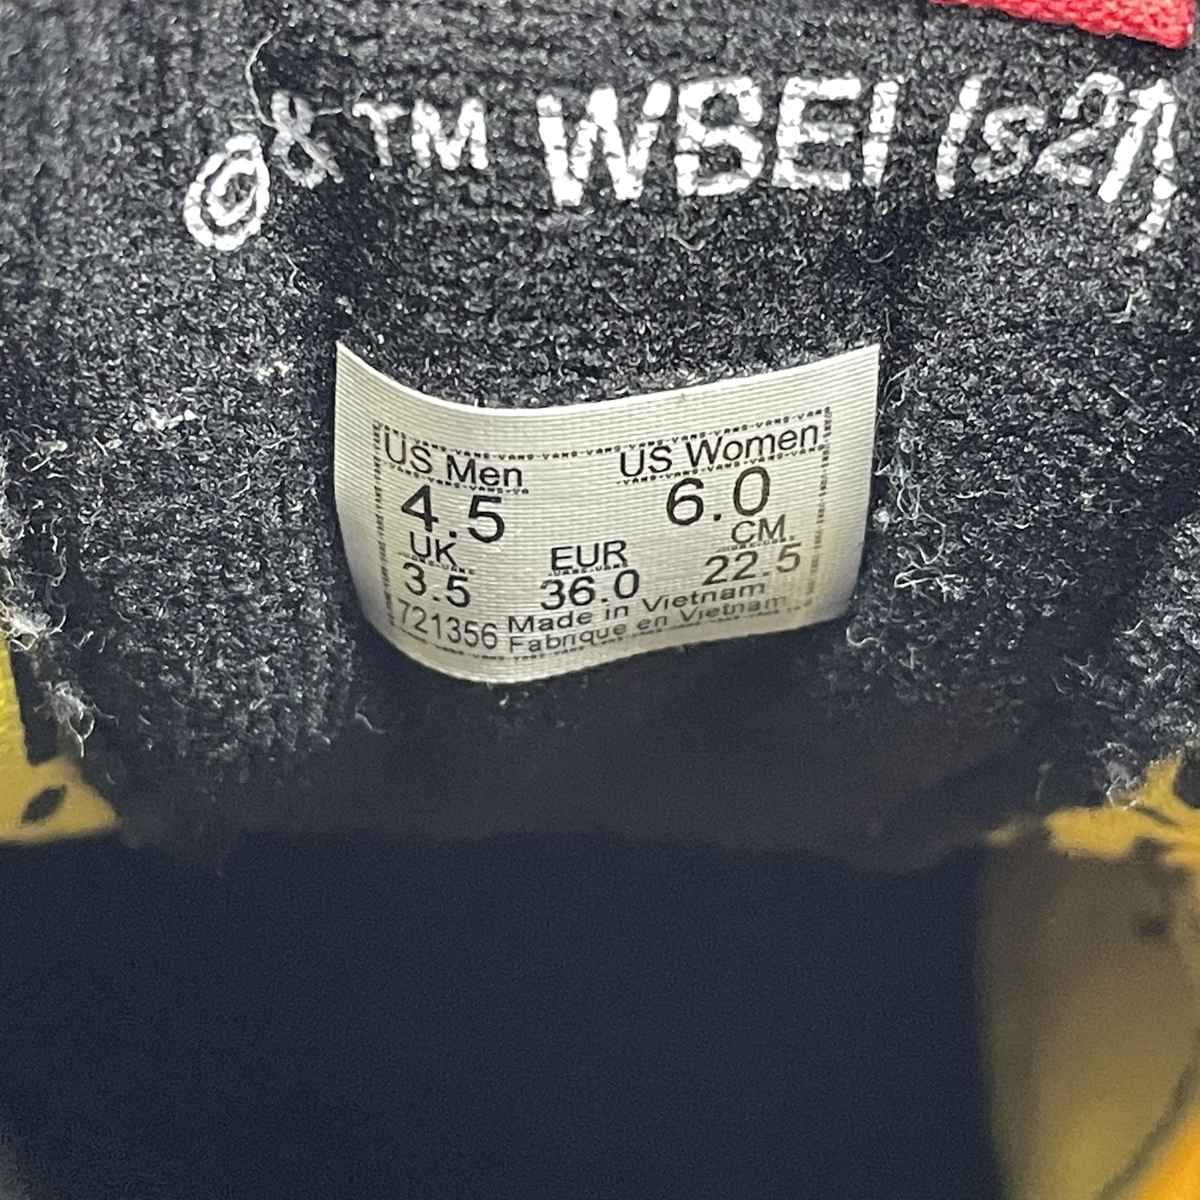 ©&™ WBEI (s21)
US Men US Women
4.5 6.0
UK EUR CM
3.5 36.0 22.5
721356 Made in Vietnam
Fabriqué en Vietnam